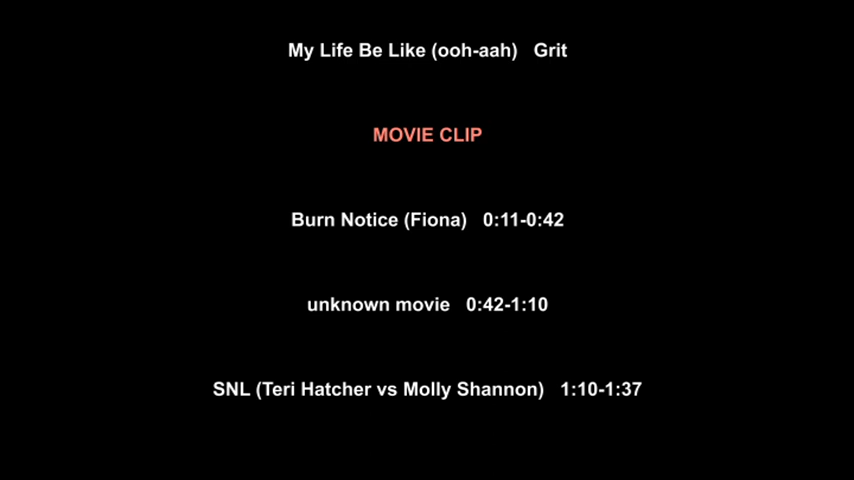 My Life Be Like (ooh-aah) Grit
MOVIE CLIP
Burn Notice (Fiona) 0:11-0:42
unknown movie 0:42-1:10
SNL (Teri Hatcher vs Molly Shannon) 1:10-1:37